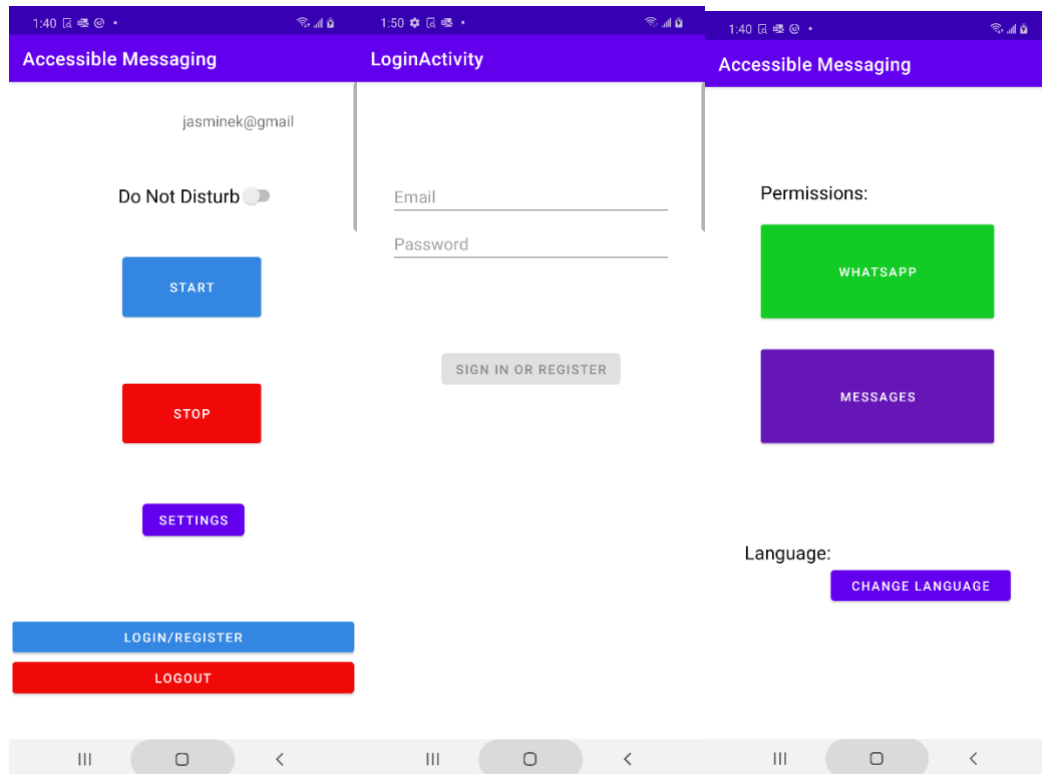 1:40
Accessible Messaging
jasminek@gmail
Do Not Disturb
START
STOP
SETTINGS
LOGIN/REGISTER
LOGOUT
1:50
LoginActivity
Email
Password
SIGN IN OR REGISTER
1:40
Accessible Messaging
Permissions:
WHATSAPP
MESSAGES
Language:
CHANGE LANGUAGE